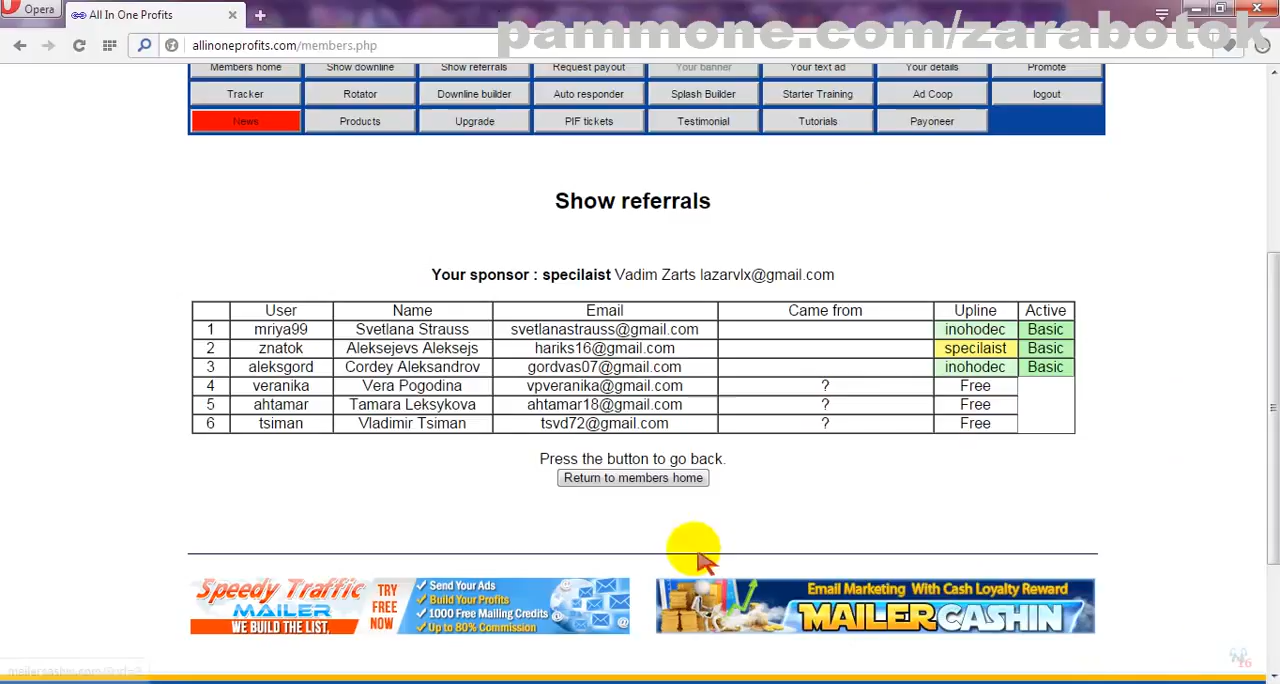 Opera
All In One Profits
pammone.com/zarabotok
allinoneprofits.com/members.php
Members home Show downline Show referrals Request payout Your banner Your text ad Your details Promote
Tracker Rotator Downline builder Auto responder Splash Builder Starter Training Ad Coop logout
News Products Upgrade PIF tickets Testimonial Tutorials Payoneer
Show referrals
Your sponsor : specilaist Vadim Zarts lazarvlx@gmail.com
User Name Email Came from Upline Active
1 mriya99 Svetlana Strauss svetlanastrauss@gmail.com inohodec Basic
2 znatok Aleksejevs Aleksejs hariks16@gmail.com specilaist Basic
3 aleksgord Cordey Aleksandrov gordvas07@gmail.com inohodec Basic
4 veranika Vera Pogodina vpveranika@gmail.com ? Free
5 ahtamar Tamara Leksykova ahtamar18@gmail.com ? Free
6 tsiman Vladimir Tsiman tsvd72@gmail.com ? Free
Press the button to go back.
Return to members home
Speedy Traffic
MAILER
WE BUILD THE LIST,
TRY
FREE
NOW
Send Your Ads
Build Your Profits
1000 Free Mailing Credits
Up to 80% Commission
Email Marketing With Cash Loyalty Reward
MAILERCASHIN